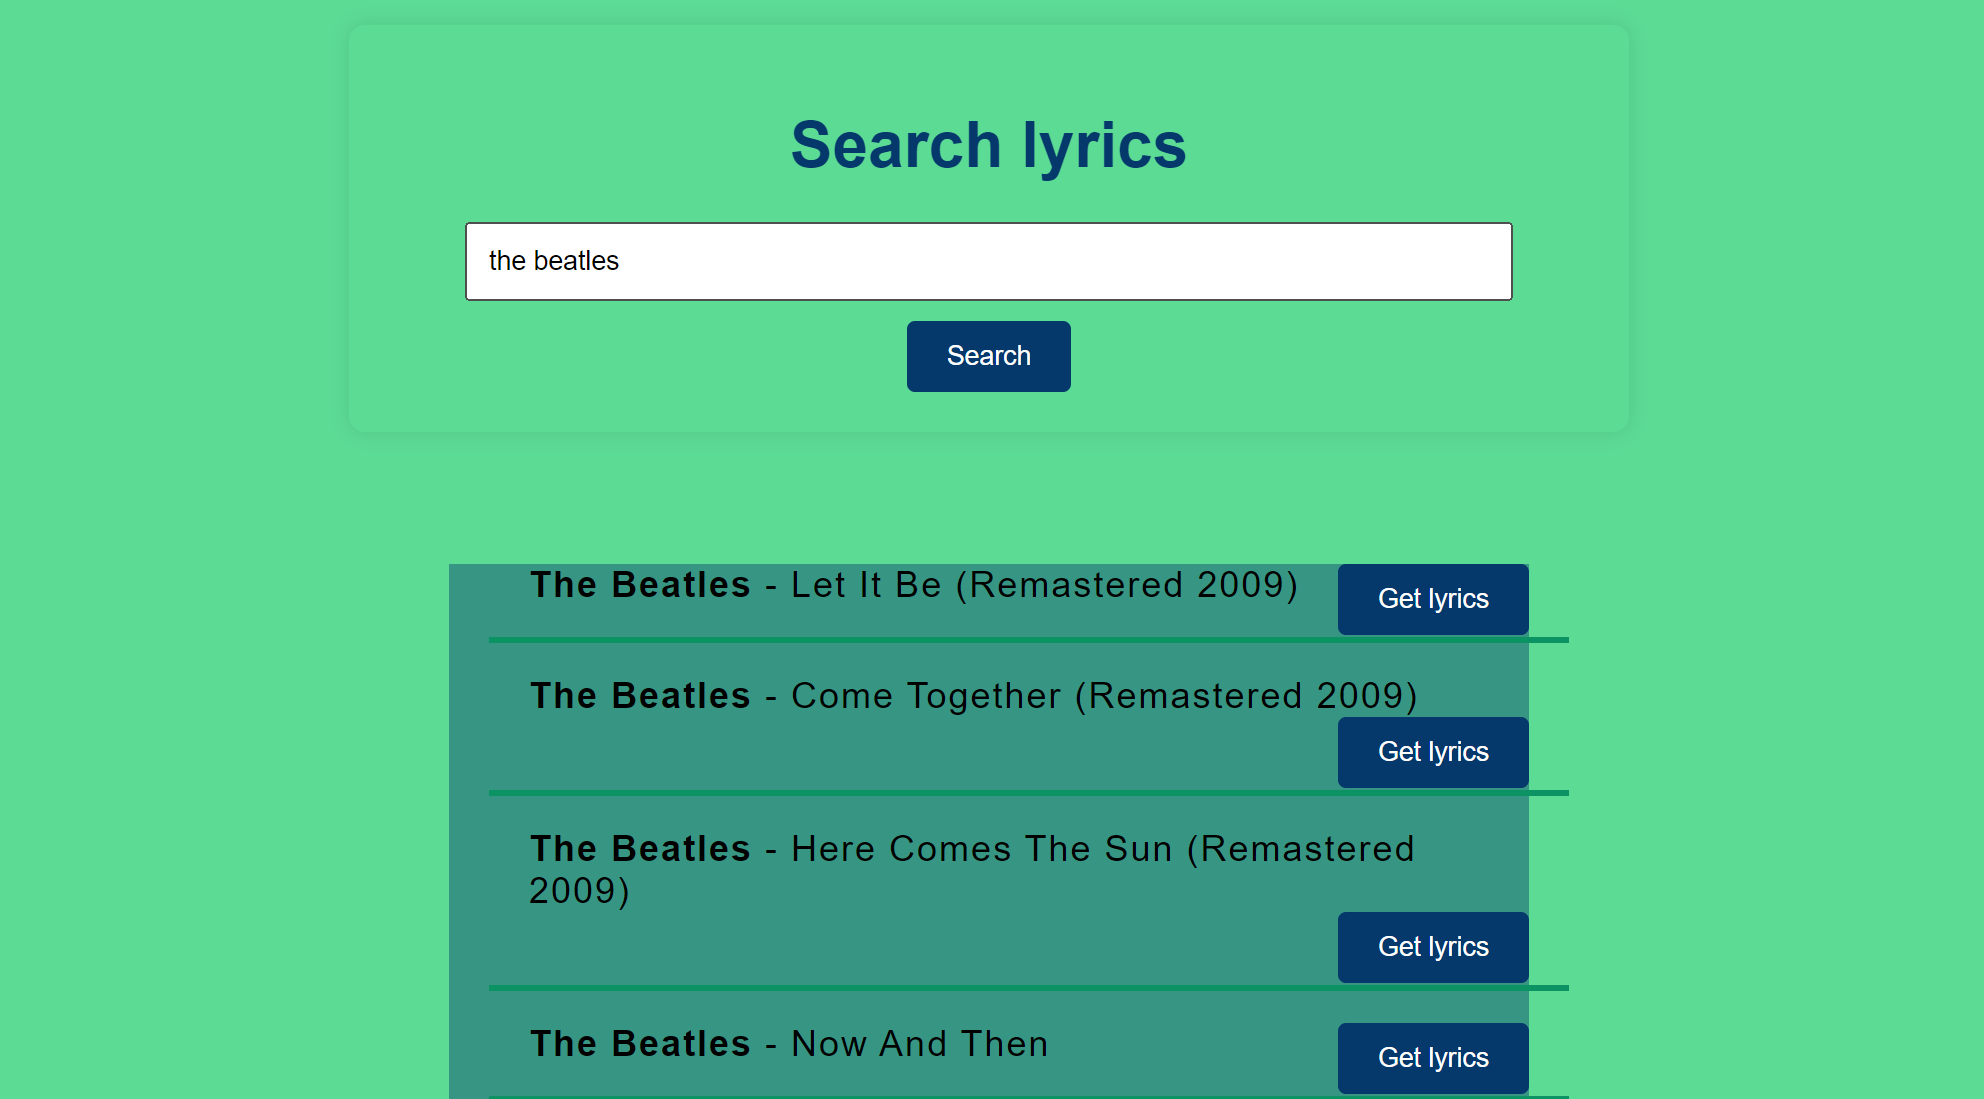 Search lyrics
the beatles
Search
The Beatles - Let It Be (Remastered 2009)
Get lyrics
The Beatles - Come Together (Remastered 2009)
Get lyrics
The Beatles - Here Comes The Sun (Remastered
2009)
Get lyrics
The Beatles - Now And Then
Get lyrics